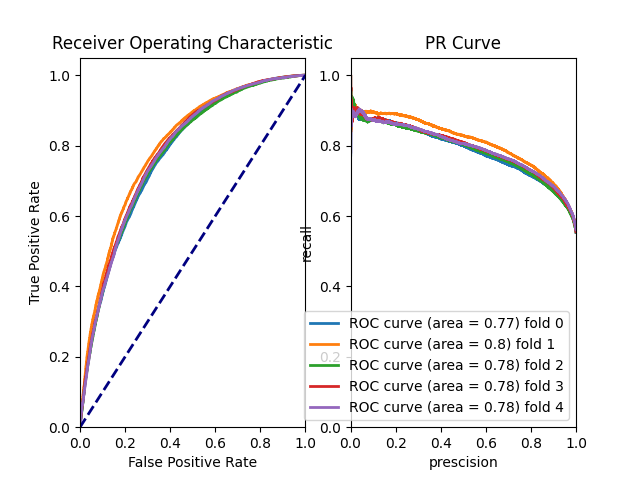 Receiver Operating Characteristic
PR Curve
1.0
0.8
0.6
0.4
0.2
0.0
True Positive Rate
0.0 0.2 0.4 0.6 0.8 1.0
False Positive Rate
1.0
0.8
0.6
0.4
0.2
0.0
recall
0.0 0.2 0.4 0.6 0.8 1.0
prescision
ROC curve (area = 0.77) fold 0
ROC curve (area = 0.8) fold 1
ROC curve (area = 0.78) fold 2
ROC curve (area = 0.78) fold 3
ROC curve (area = 0.78) fold 4